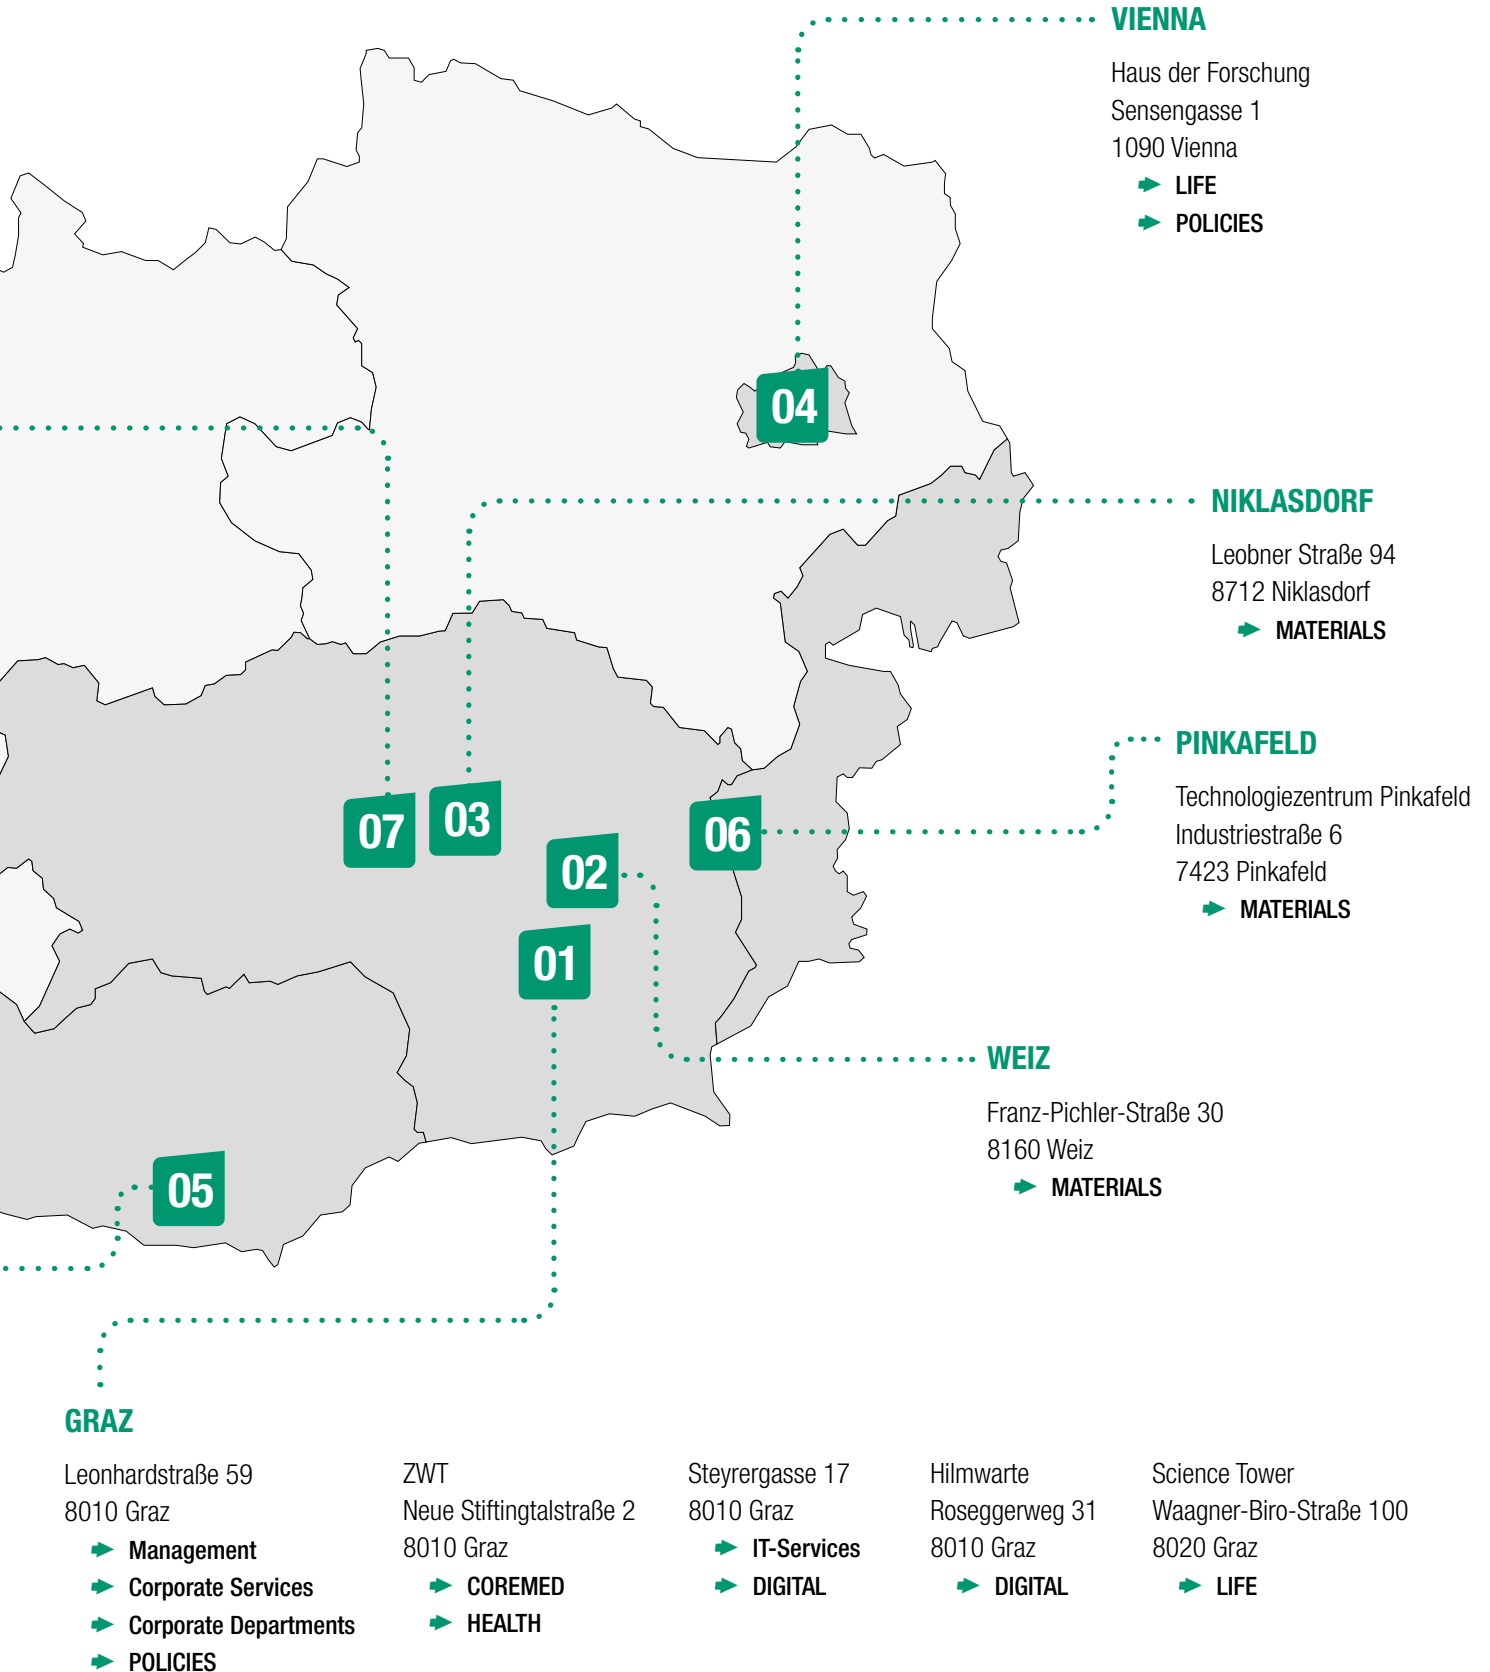 VIENNA
Haus der Forschung
Sensengasse 1
1090 Vienna
LIFE
POLICIES
04
NIKLASDORF
Leobner Straße 94
8712 Niklasdorf
MATERIALS
PINKAFELD
Technologiezentrum Pinkafeld
Industriestraße 6
7423 Pinkafeld
MATERIALS
07
03
02
06
01
WEIZ
Franz-Pichler-Straße 30
8160 Weiz
MATERIALS
05
GRAZ
Leonhardstraße 59
8010 Graz
Management
Corporate Services
Corporate Departments
POLICIES
ZWT
Neue Stiftingtalstraße 2
8010 Graz
COREMED
HEALTH
Steyrergasse 17
8010 Graz
IT-Services
DIGITAL
Hilmwarte
Roseggerweg 31
8010 Graz
DIGITAL
Science Tower
Waagner-Biro-Straße 100
8020 Graz
LIFE